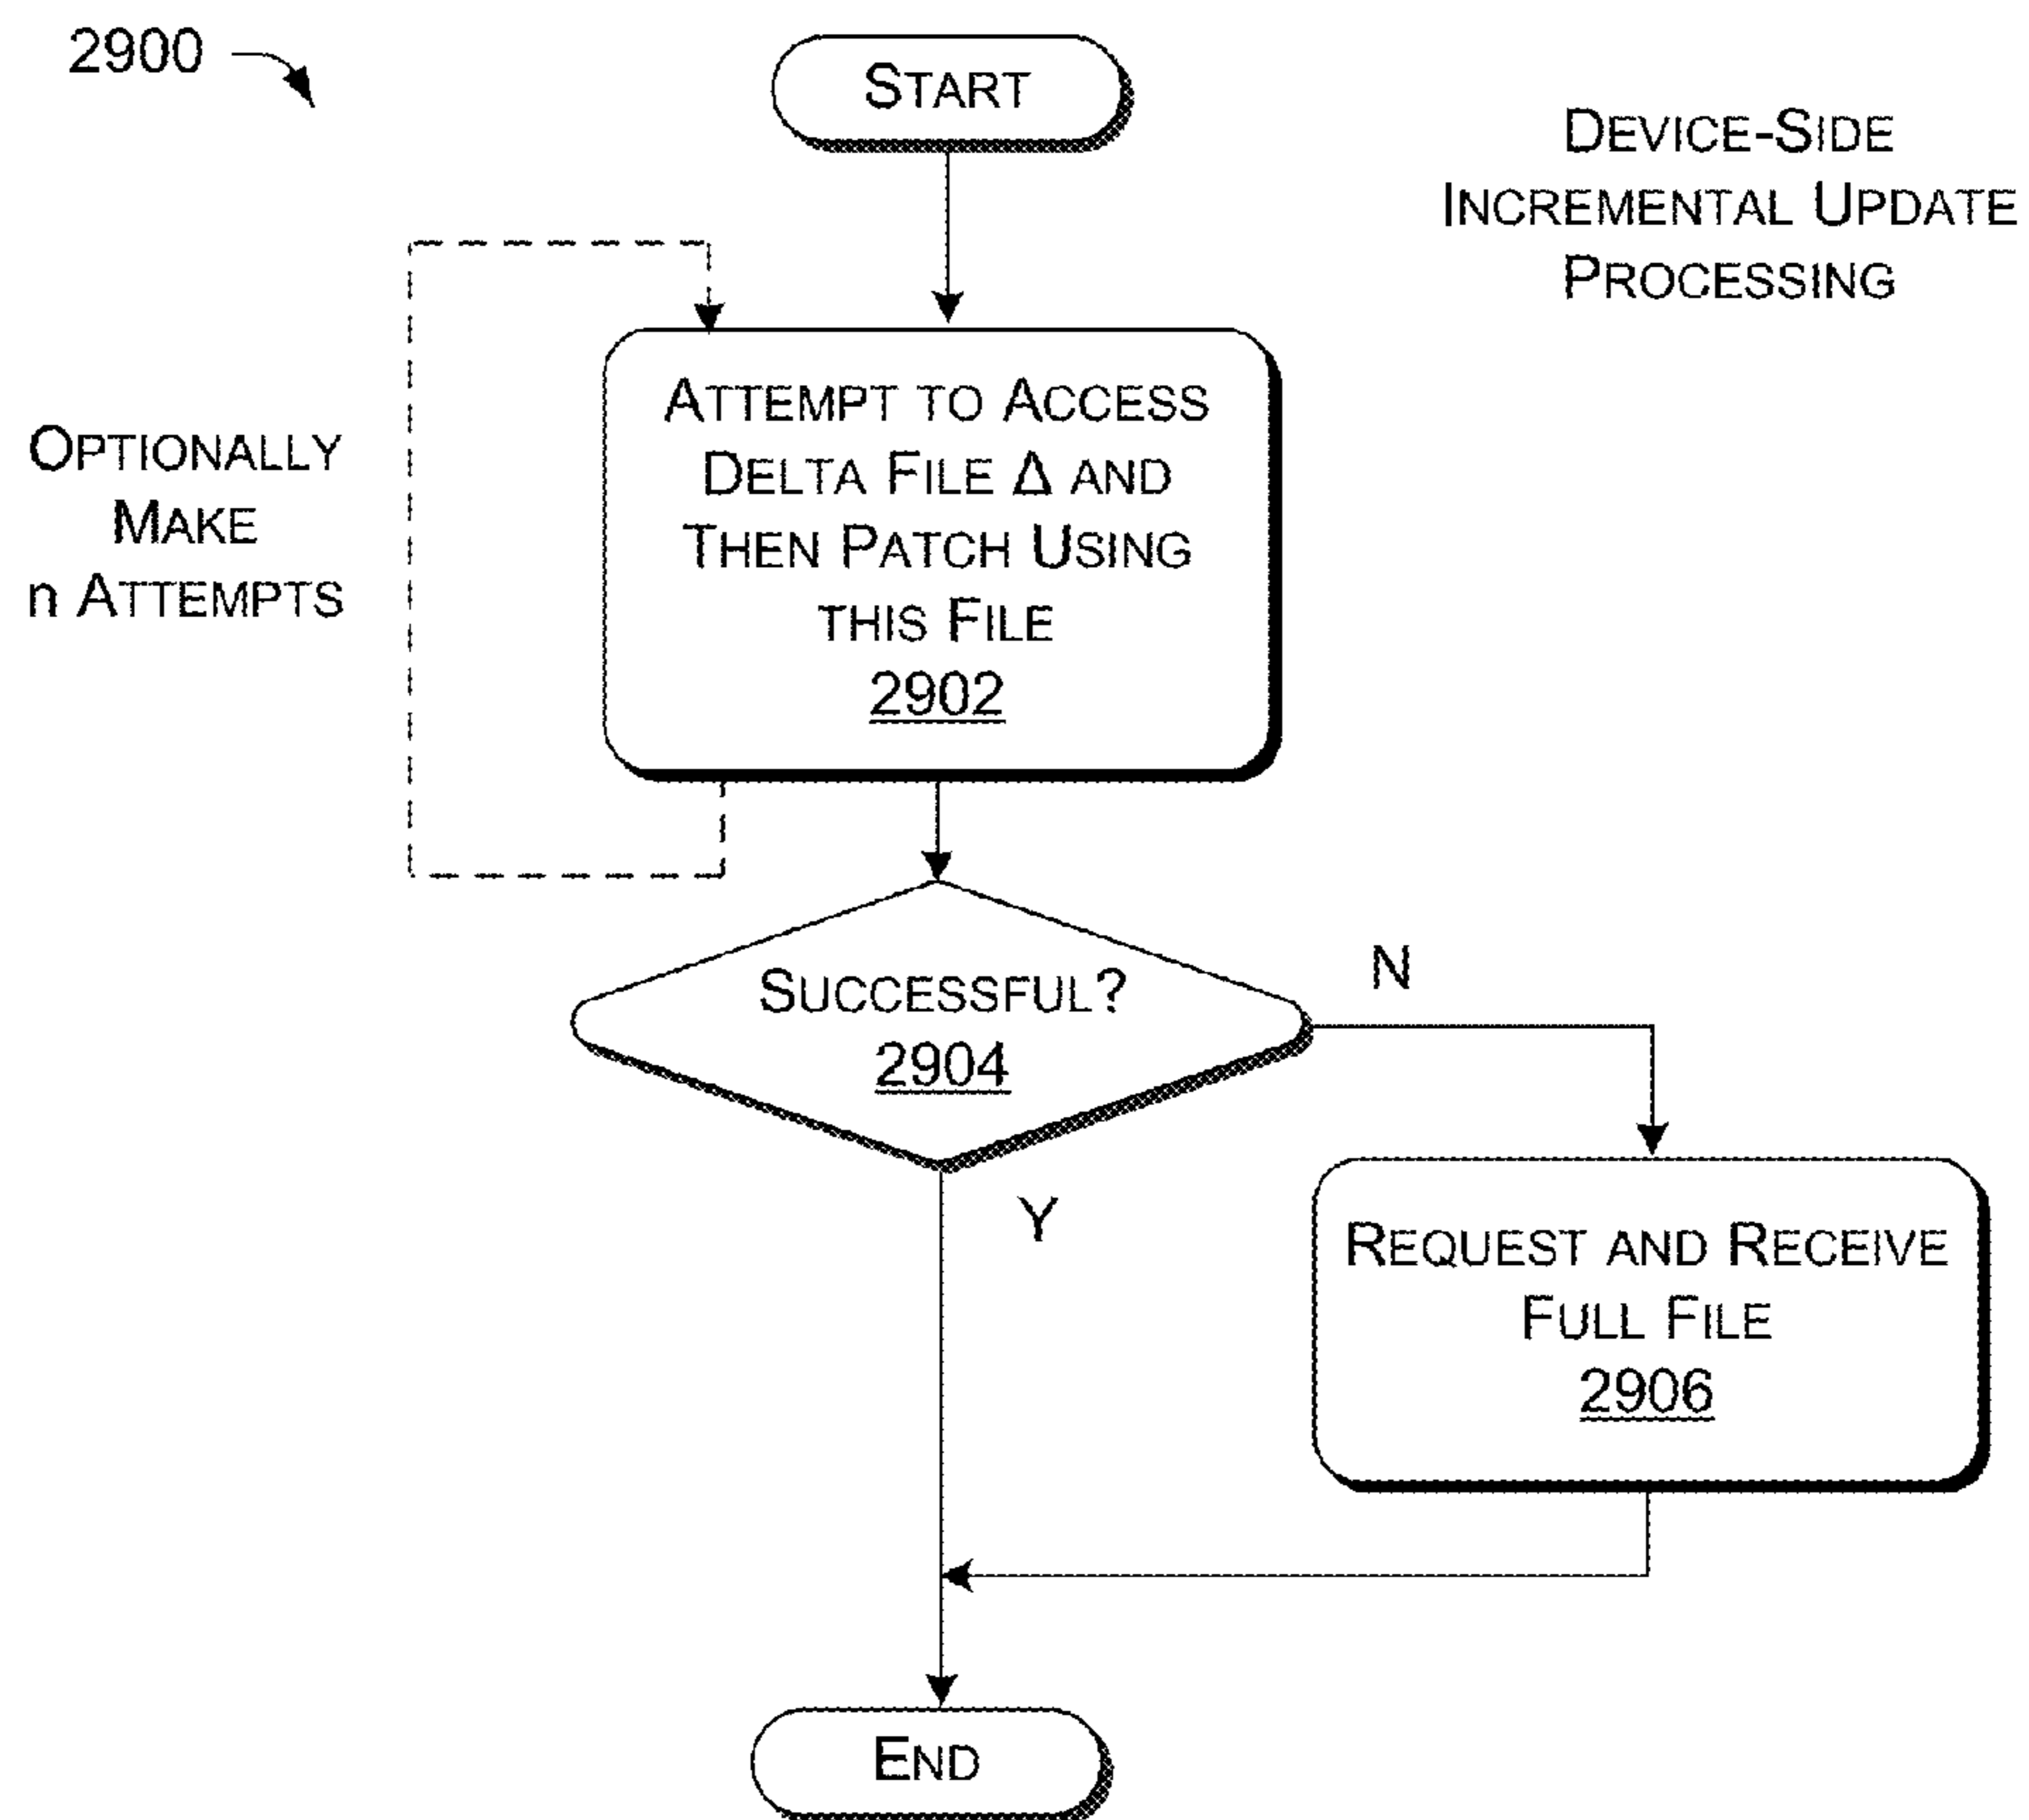 2900
START
DEVICE-SIDE
INCREMENTAL UPDATE
PROCESSING
OPTIONALLY
MAKE
n ATTEMPTS
ATTEMPT TO ACCESS
DELTA FILE Δ AND
THEN PATCH USING
THIS FILE
2902
SUCCESSFUL?
2904
N
Y
REQUEST AND RECEIVE
FULL FILE
2906
END